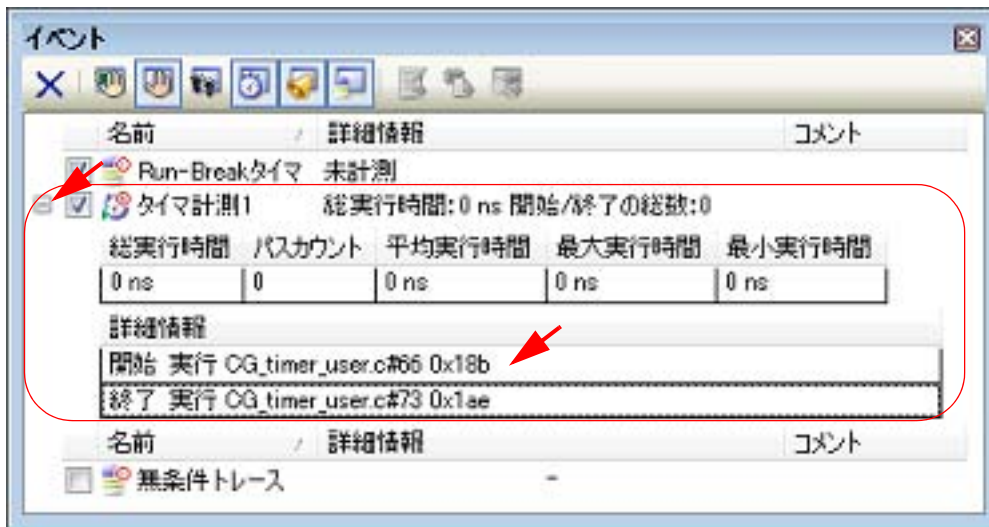 イベント
名前 詳細情報 コメント
Run-Breakタイマ 未計測
タイマ計測1 総実行時間:0 ns 開始/終了の総数:0
総実行時間 パスカウント 平均実行時間 最大実行時間 最小実行時間
0 ns 0 0 ns 0 ns 0 ns
詳細情報
開始 実行 CG_timer_user.c#66 0x18b
終了 実行 CG_timer_user.c#73 0x1ae
名前 詳細情報 コメント
無条件トレース -